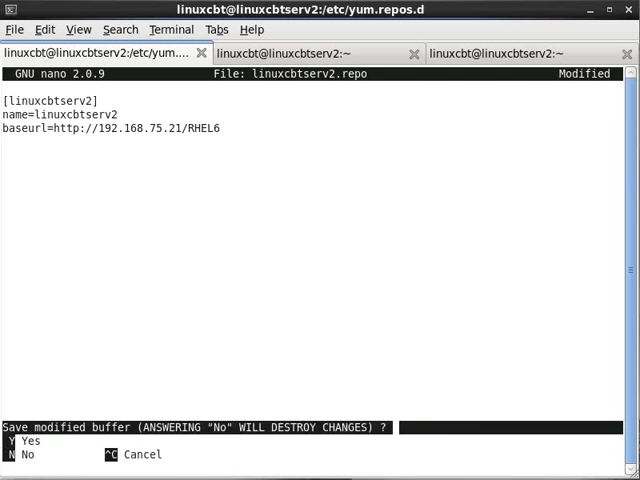 linuxcbt@linuxcbtserv2:/etc/yum.repos.d
File Edit View Search Terminal Tabs Help
linuxcbt@linuxcbtserv2:/etc/yum.... linuxcbt@linuxcbtserv2:~ linuxcbt@linuxcbtserv2:~
GNU nano 2.0.9 File: linuxcbtserv2.repo Modified
[linuxcbtserv2]
name=linuxcbtserv2
baseurl=http://192.168.75.21/RHEL6
Save modified buffer (ANSWERING "No" WILL DESTROY CHANGES) ?
Y Yes
N No ^C Cancel